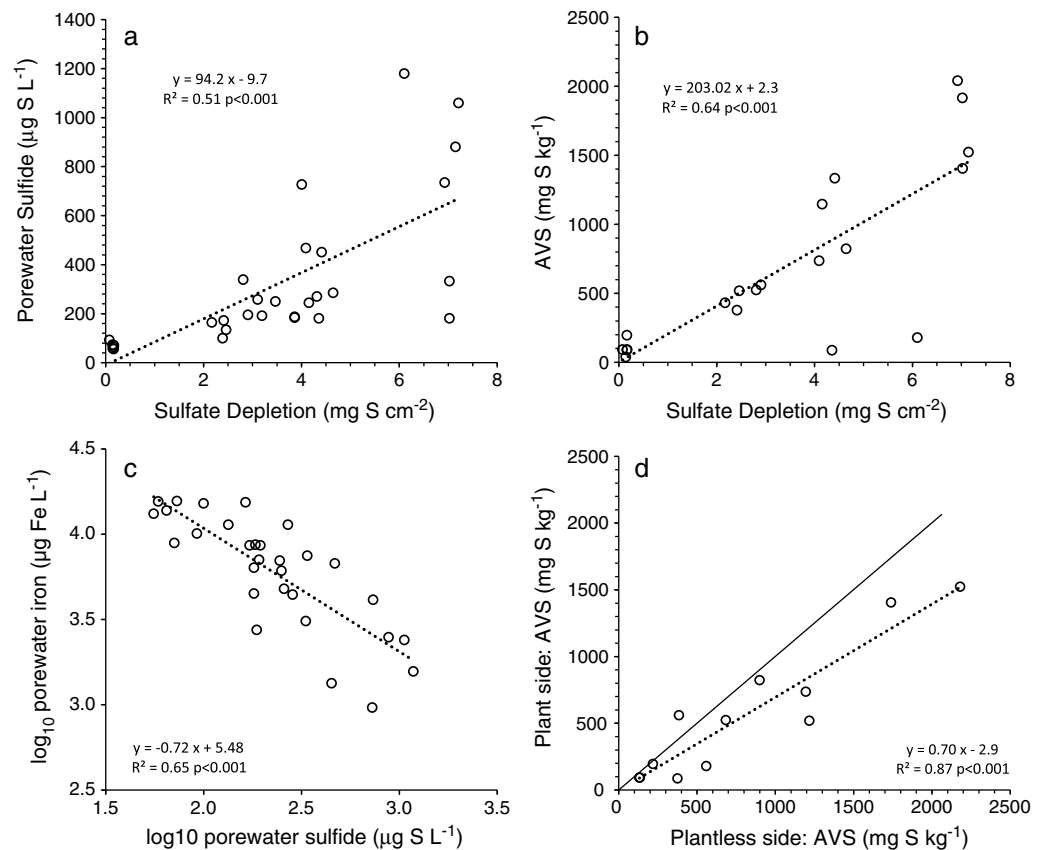 a
y = 94.2 x - 9.7
R² = 0.51 p<0.001
Porewater Sulfide (µg S L⁻¹)
1400
1200
1000
800
600
400
200
0
0 2 4 6 8
Sulfate Depletion (mg S cm⁻²)
b
y = 203.02 x + 2.3
R² = 0.64 p<0.001
AVS (mg S kg⁻¹)
2500
2000
1500
1000
500
0
0 2 4 6 8
Sulfate Depletion (mg S cm⁻²)
c
log₁₀ porewater iron (µg Fe L⁻¹)
4.5
4.0
3.5
3.0
2.5
y = -0.72 x + 5.48
R² = 0.65 p<0.001
1.5 2.0 2.5 3.0 3.5
log10 porewater sulfide (µg S L⁻¹)
d
Plant side: AVS (mg S kg⁻¹)
2500
2000
1500
1000
500
0
y = 0.70 x - 2.9
R² = 0.87 p<0.001
0 500 1000 1500 2000 2500
Plantless side: AVS (mg S kg⁻¹)